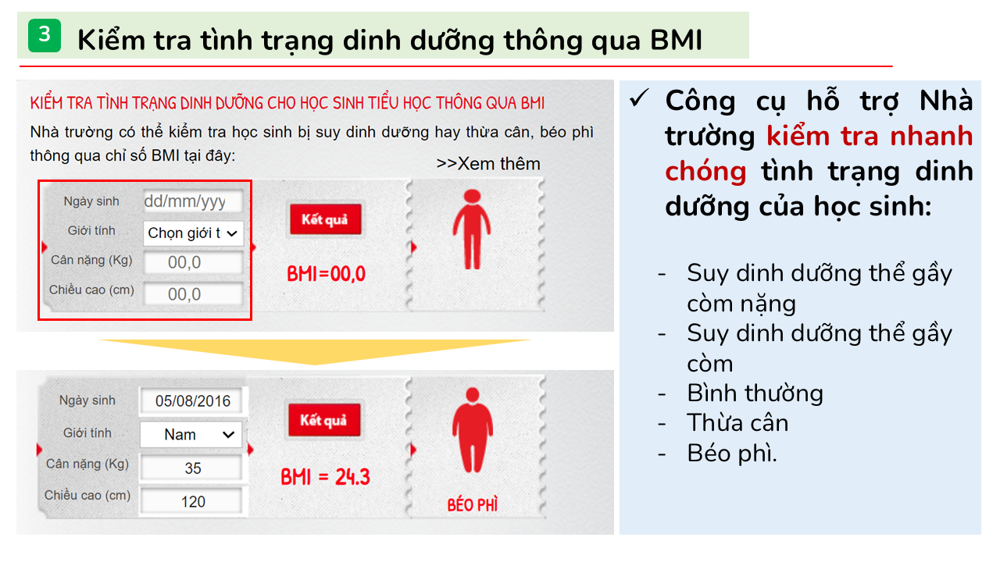 3
Kiểm tra tình trạng dinh dưỡng thông qua BMI
KIỂM TRA TÌNH TRẠNG DINH DƯỠNG CHO HỌC SINH TIỂU HỌC THÔNG QUA BMI
Nhà trường có thể kiểm tra học sinh bị suy dinh dưỡng hay thừa cân, béo phì
thông qua chỉ số BMI tại đây:
>>Xem thêm
Ngày sinh dd/mm/yyy
Giới tính Chọn giới t
Cân nặng (Kg) 00,0
Chiều cao (cm) 00,0
Kết quả
BMI=00,0
Ngày sinh 05/08/2016
Giới tính Nam
Cân nặng (Kg) 35
Chiều cao (cm) 120
Kết quả
BMI = 24.3
BÉO PHÌ
✓ Công cụ hỗ trợ Nhà
trường kiểm tra nhanh
chóng tình trạng dinh
dưỡng của học sinh:
- Suy dinh dưỡng thể gầy
còm nặng
- Suy dinh dưỡng thể gầy
còm
- Bình thường
- Thừa cân
- Béo phì.